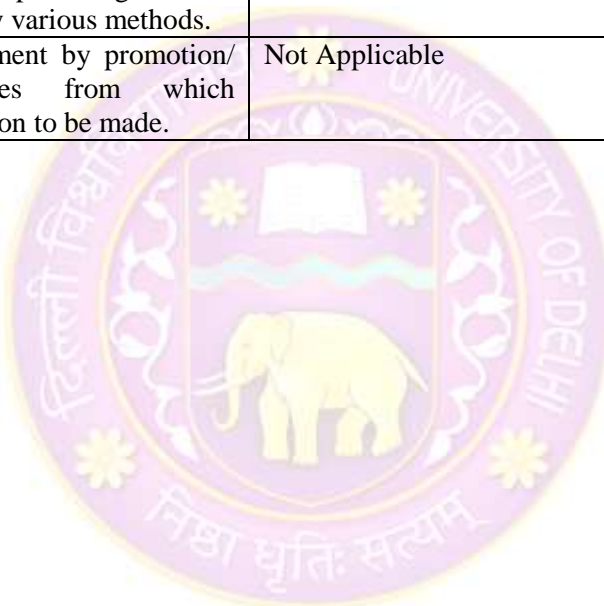 various methods.
ment by promotion/ Not Applicable
es from which
on to be made.
UNIVERSITY OF DELHI
दिल्ली विश्वविद्यालय
निष्ठा धृतिः सत्यम्